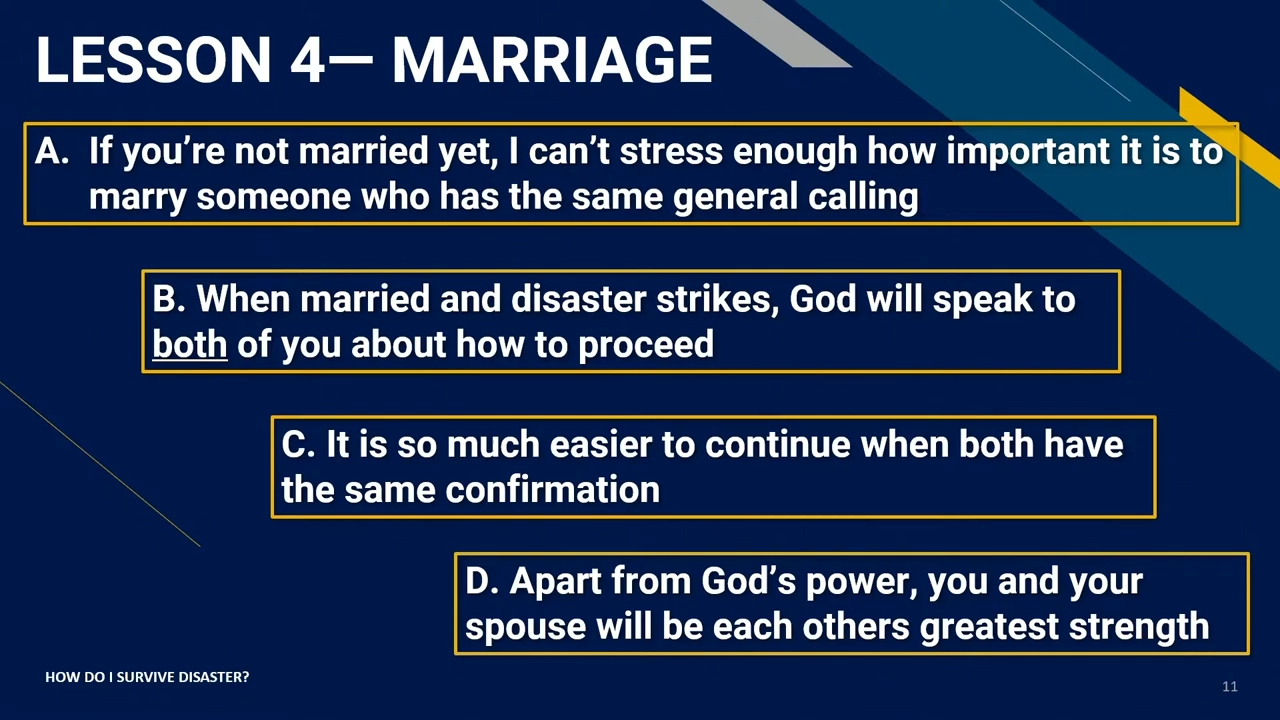 LESSON 4— MARRIAGE
A. If you’re not married yet, I can’t stress enough how important it is to
marry someone who has the same general calling
B. When married and disaster strikes, God will speak to
both of you about how to proceed
C. It is so much easier to continue when both have
the same confirmation
D. Apart from God’s power, you and your
spouse will be each others greatest strength
HOW DO I SURVIVE DISASTER?
11